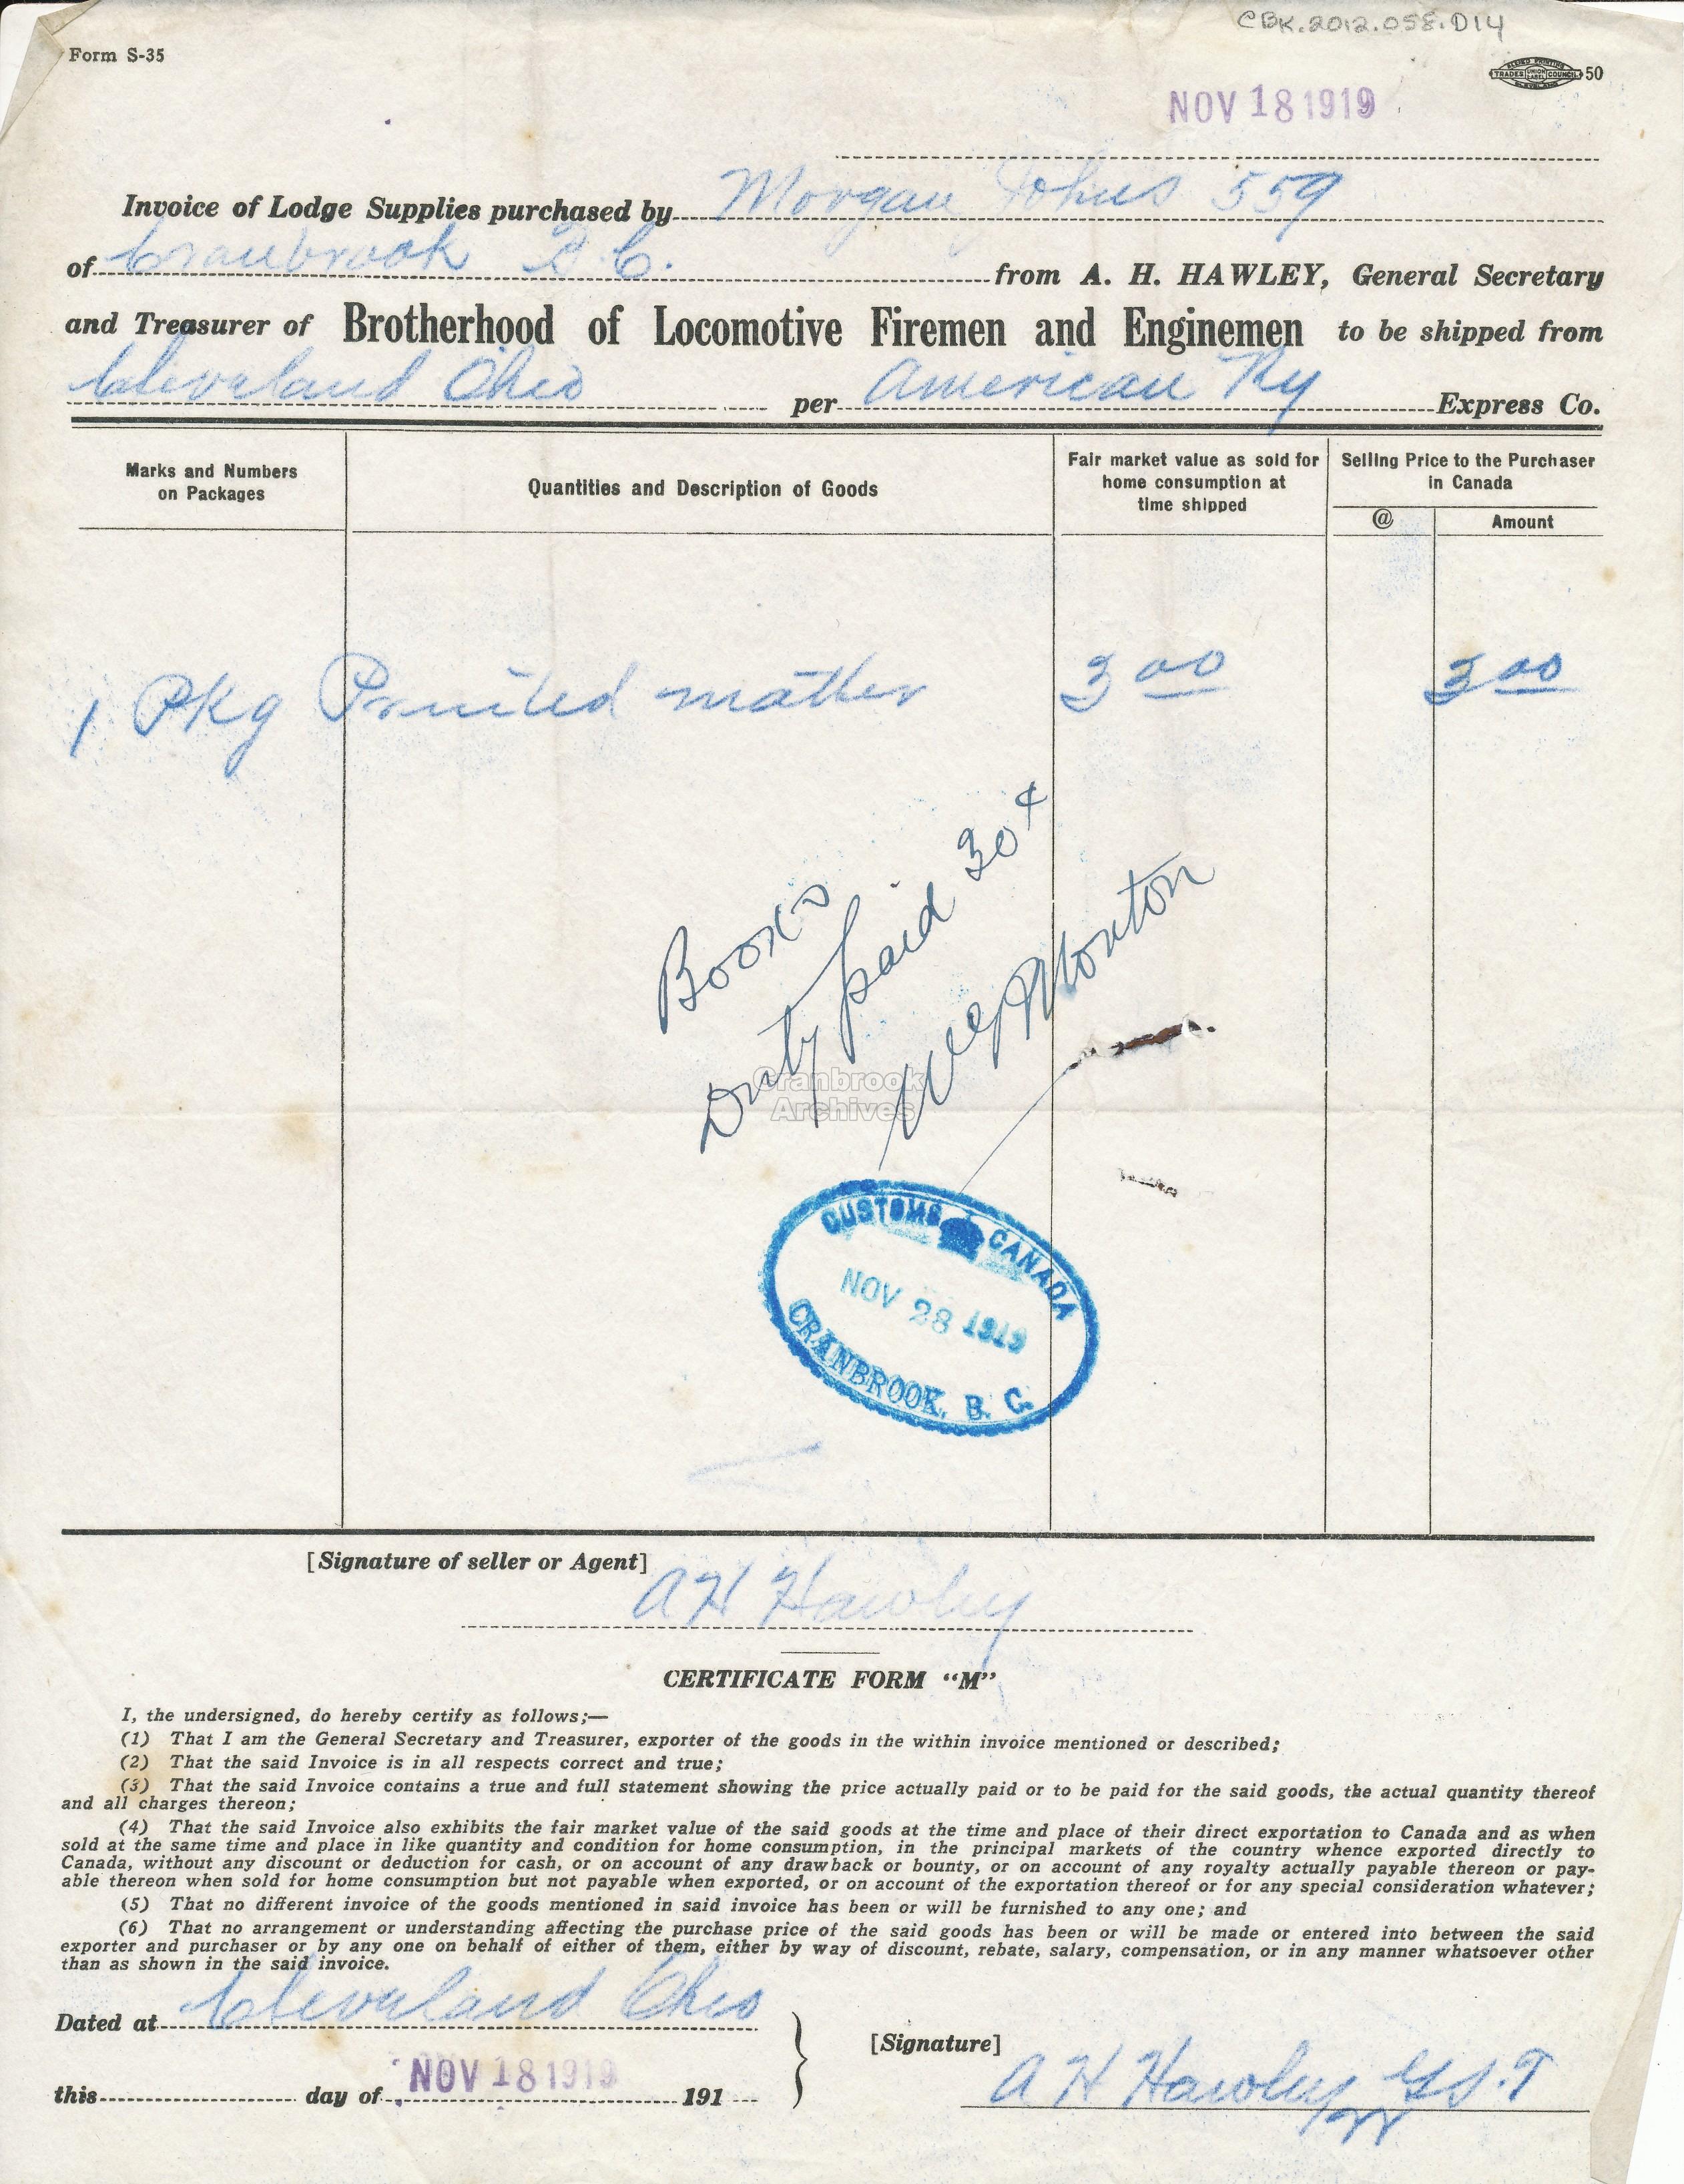 CBK.2012.058.D14
Form S-35
ALLIED PRINTING TRADES UNION LABEL COUNCIL CLEVELAND 50
NOV 18 1919
Invoice of Lodge Supplies purchased by Morgan Johns 559
of Cranbrook B.C. from A. H. HAWLEY, General Secretary
and Treasurer of Brotherhood of Locomotive Firemen and Enginemen to be shipped from
Cleveland Ohio per American Ry Express Co.
Marks and Numbers on Packages
Quantities and Description of Goods
Fair market value as sold for home consumption at time shipped
Selling Price to the Purchaser in Canada
@ Amount
1 Pkg Printed matter 3 00 3 00
Books
Duty paid 30¢
Morton
Cranbrook
Archives
CUSTOMS CANADA
NOV 28 1919
CRANBROOK, B. C.
[Signature of seller or Agent]
A H Hawley
CERTIFICATE FORM "M"
I, the undersigned, do hereby certify as follows;—
(1) That I am the General Secretary and Treasurer, exporter of the goods in the within invoice mentioned or described;
(2) That the said Invoice is in all respects correct and true;
(3) That the said Invoice contains a true and full statement showing the price actually paid or to be paid for the said goods, the actual quantity thereof
and all charges thereon;
(4) That the said Invoice also exhibits the fair market value of the said goods at the time and place of their direct exportation to Canada and as when
sold at the same time and place in like quantity and condition for home consumption, in the principal markets of the country whence exported directly to
Canada, without any discount or deduction for cash, or on account of any drawback or bounty, or on account of any royalty actually payable thereon or pay-
able thereon when sold for home consumption but not payable when exported, or on account of the exportation thereof or for any special consideration whatever;
(5) That no different invoice of the goods mentioned in said invoice has been or will be furnished to any one; and
(6) That no arrangement or understanding affecting the purchase price of the said goods has been or will be made or entered into between the said
exporter and purchaser or by any one on behalf of either of them, either by way of discount, rebate, salary, compensation, or in any manner whatsoever other
than as shown in the said invoice.
Dated at Cleveland Ohio
[Signature]
this day of NOV 18 1919 191
A H Hawley GS.T